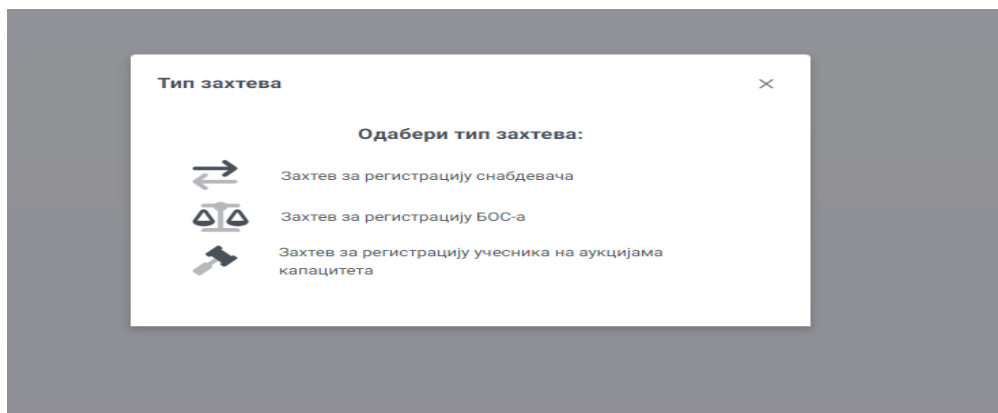 Тип захтева
Одабери тип захтева:
Захтев за регистрацију снабдевача
Захтев за регистрацију БОС-а
Захтев за регистрацију учесника на аукцијама
капацитета